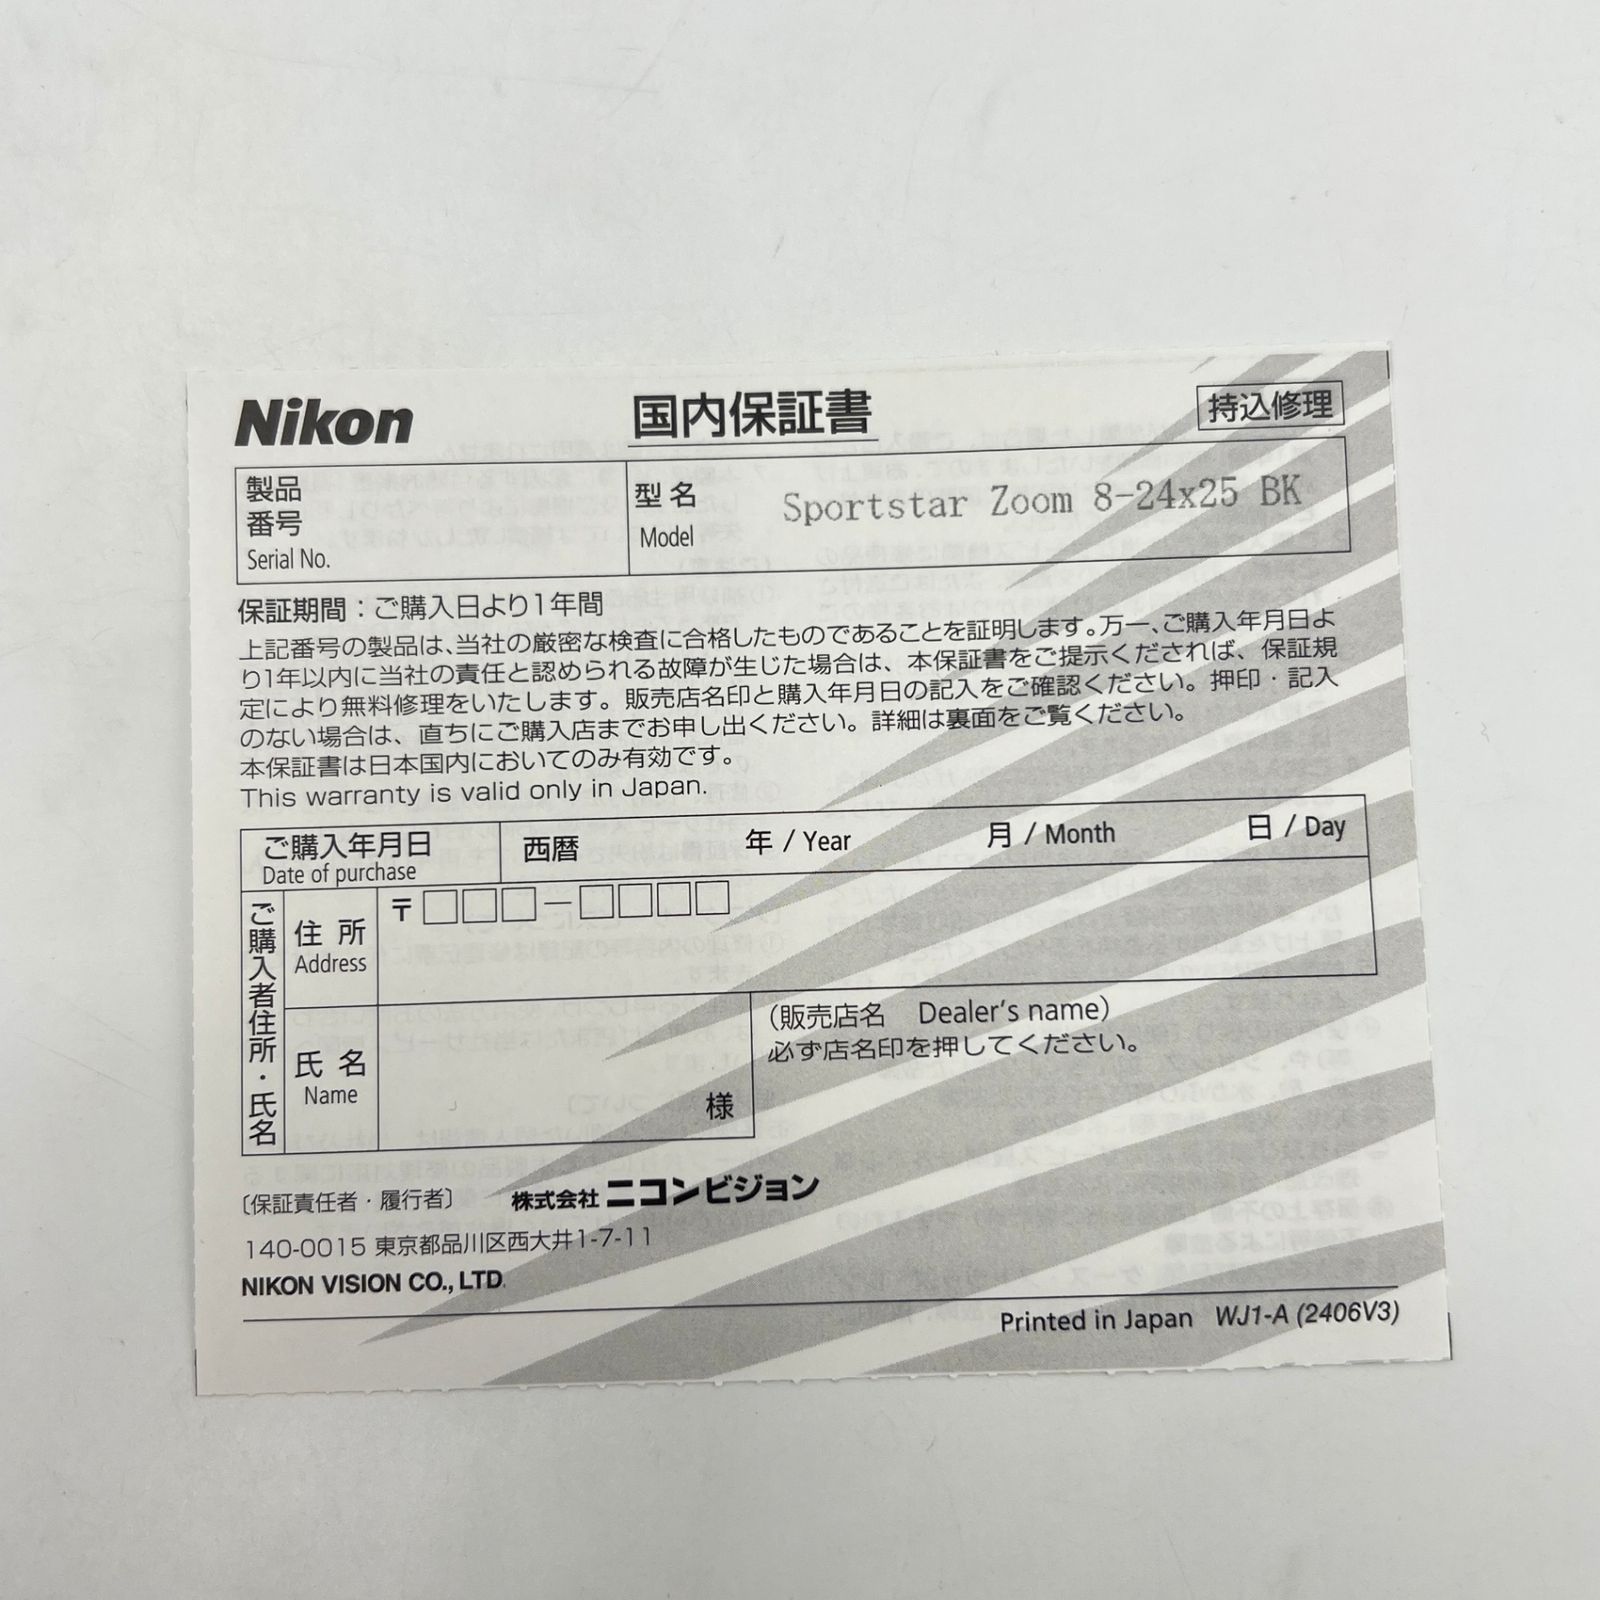 Nikon 国内保証書 持込修理
製品
番号
Serial No.
型 名
Model
Sportstar Zoom 8-24x25 BK
保証期間：ご購入日より1年間
上記番号の製品は、当社の厳密な検査に合格したものであることを証明します。万一、ご購入年月日よ
り1年以内に当社の責任と認められる故障が生じた場合は、本保証書をご提示くだされば、保証規
定により無料修理をいたします。販売店名印と購入年月日の記入をご確認ください。押印・記入
のない場合は、直ちにご購入店までお申し出ください。詳細は裏面をご覧ください。
本保証書は日本国内においてのみ有効です。
This warranty is valid only in Japan.
ご購入年月日
Date of purchase
西暦 年 / Year 月 / Month 日 / Day
ご購入者住所・氏名
住 所
Address
〒□□□－□□□□
氏 名
Name
様
（販売店名 Dealer's name）
必ず店名印を押してください。
〔保証責任者・履行者〕 株式会社 ニコンビジョン
140-0015 東京都品川区西大井1-7-11
NIKON VISION CO., LTD.
Printed in Japan WJ1-A (2406V3)